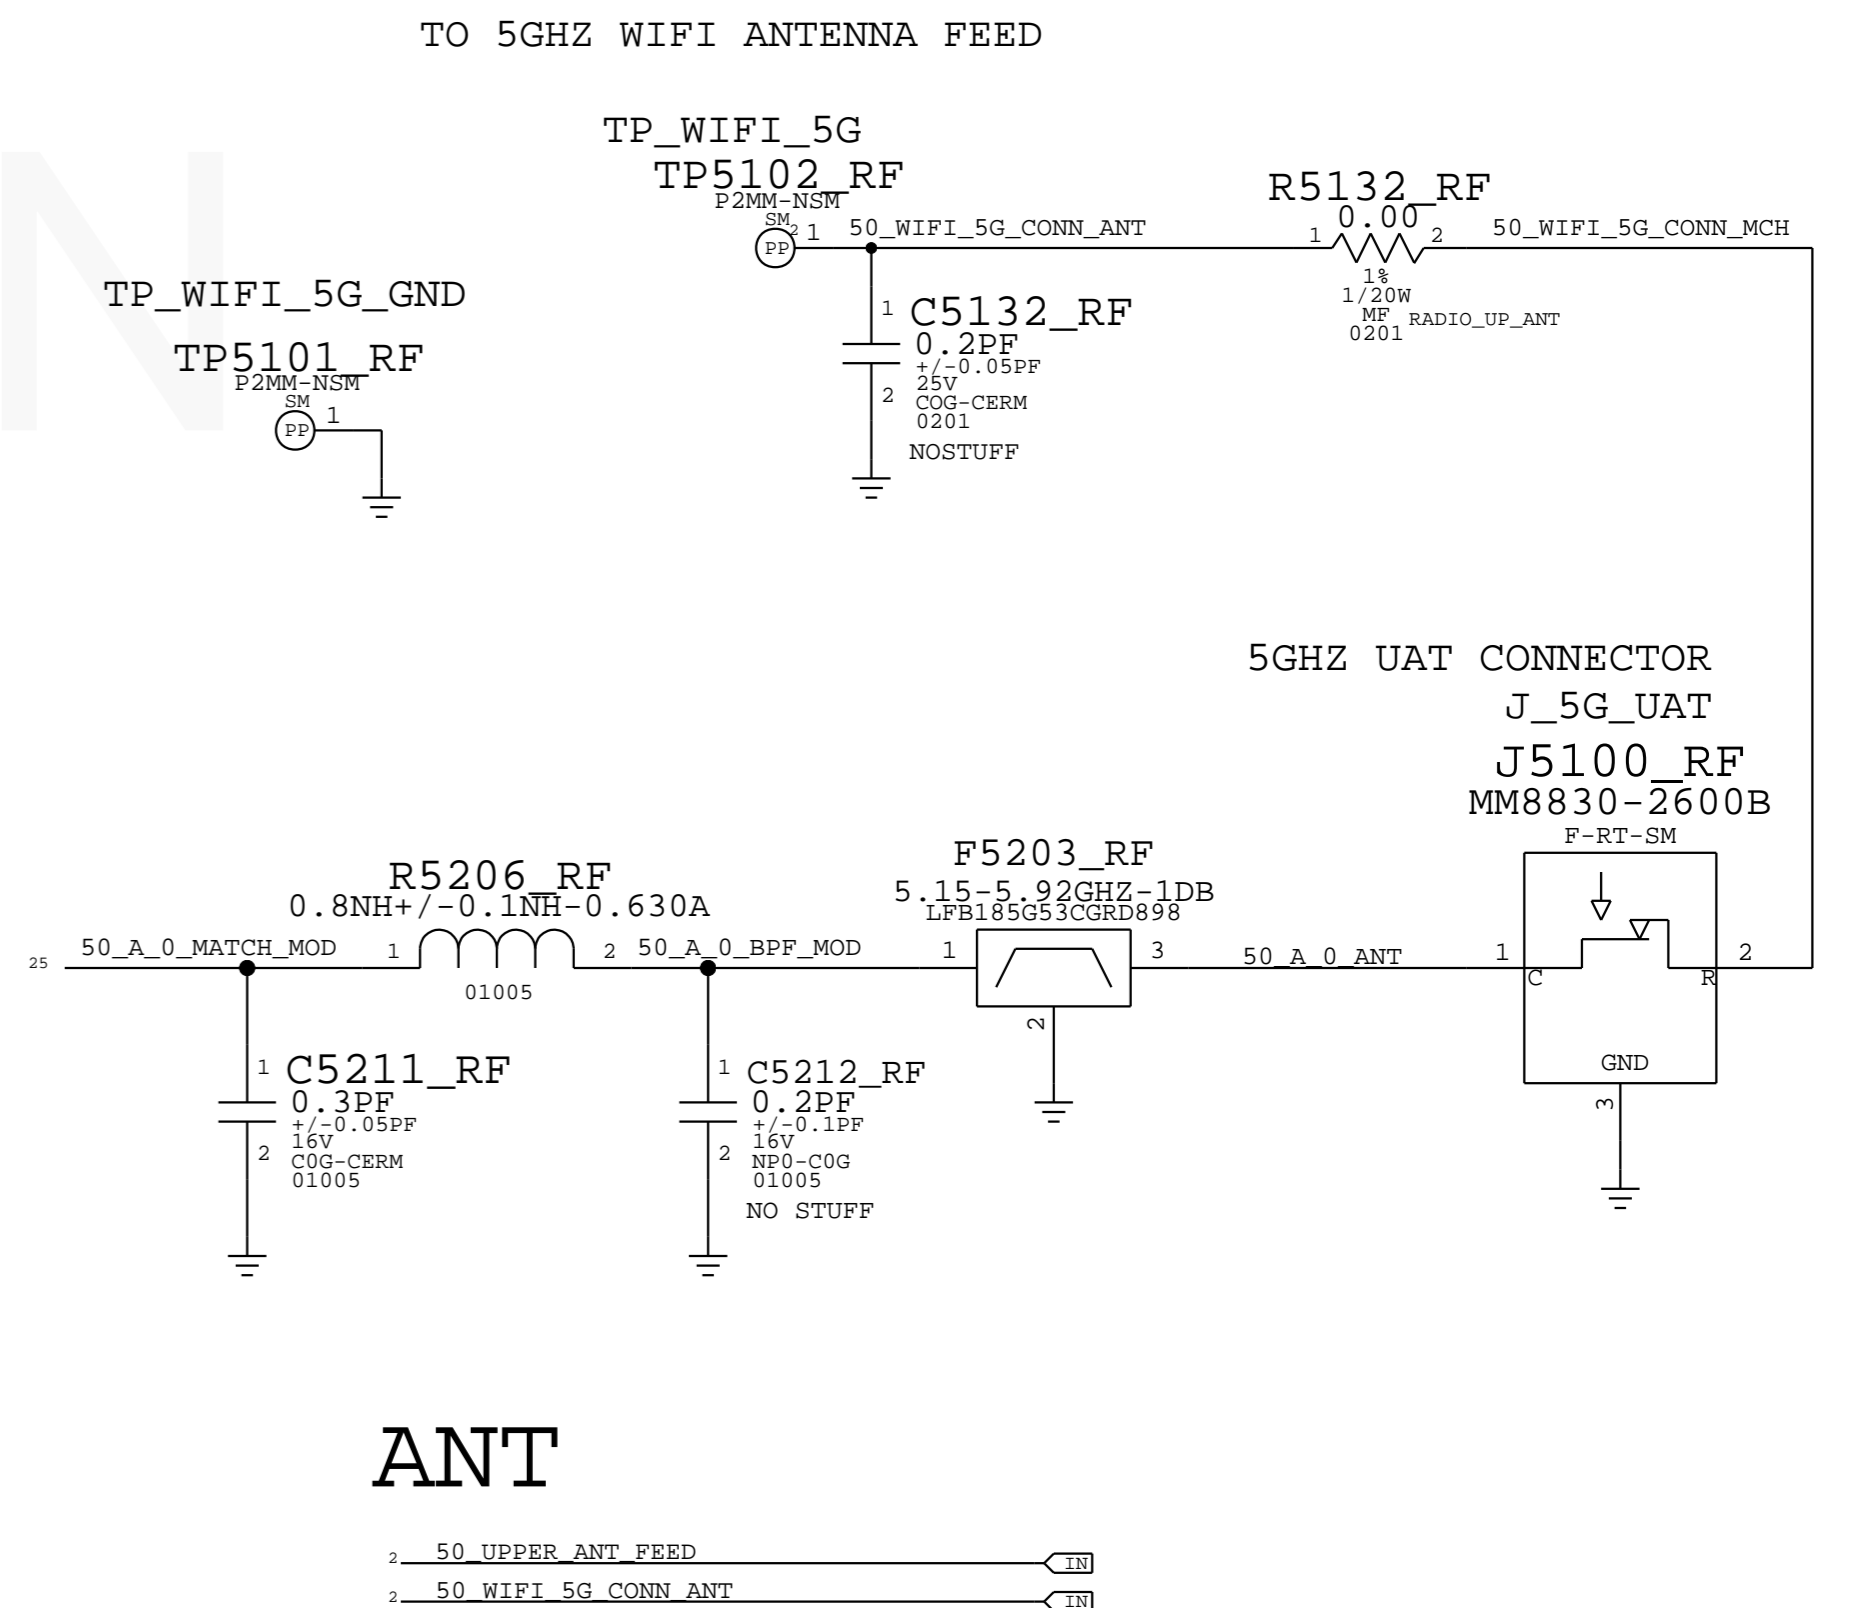 TO 5GHZ WIFI ANTENNA FEED
TP_WIFI_5G
TP5102_RF
P2MM-NSM
SM
PP
2
1
50_WIFI_5G_CONN_ANT
R5132_RF
0.00
1
2
50_WIFI_5G_CONN_MCH
1%
1/20W
MF
0201
RADIO_UP_ANT
N
TP_WIFI_5G_GND
TP5101_RF
P2MM-NSM
SM
PP
1
1
C5132_RF
0.2PF
+/-0.05PF
25V
2
COG-CERM
0201
NOSTUFF
5GHZ UAT CONNECTOR
J_5G_UAT
J5100_RF
MM8830-2600B
F-RT-SM
R5206_RF
0.8NH+/-0.1NH-0.630A
F5203_RF
5.15-5.92GHZ-1DB
LFB185G53CGRD898
25
50_A_0_MATCH_MOD
1
2
50_A_0_BPF_MOD
1
3
50_A_0_ANT
1
C
R
2
01005
2
GND
3
1
C5211_RF
0.3PF
+/-0.05PF
16V
2
C0G-CERM
01005
1
C5212_RF
0.2PF
+/-0.1PF
16V
2
NP0-C0G
01005
NO STUFF
ANT
2
50_UPPER_ANT_FEED
IN
2
50_WIFI_5G_CONN_ANT
IN